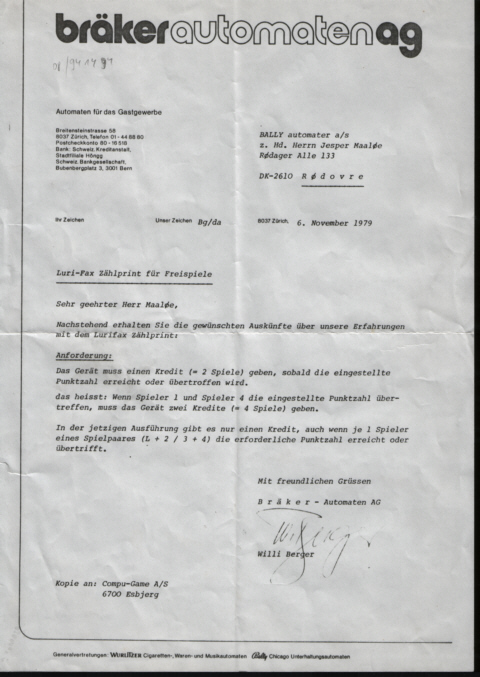 bräkerautomatenag
Automaten für das Gastgewerbe
Breitensteinstrasse 58
8037 Zürich, Telefon 01 - 44 88 80
Postcheckkonto 80 - 18 518
Bank: Schweiz. Kreditanstalt,
Stadtfiliale Höngg
Schweiz. Bankgesellschaft,
Bubenbergplatz 3, 3001 Bern
BALLY automater a/s
z. Hd. Herrn Jesper Maaløe
Rødager Alle 133
DK-2610 Rødovre
Ihr Zeichen
Unser Zeichen Bg/da
8037 Zürich, 6. November 1979
Luri-Fax Zählprint für Freispiele
Sehr geehrter Herr Maaløe,
Nachstehend erhalten Sie die gewünschten Auskünfte über unsere Erfahrungen
mit dem Lurifax Zählprint:
Anforderung:
Das Gerät muss einen Kredit (= 2 Spiele) geben, sobald die eingestellte
Punktzahl erreicht oder übertroffen wird.
das heisst: Wenn Spieler 1 und Spieler 4 die eingestellte Punktzahl über-
treffen, muss das Gerät zwei Kredite (= 4 Spiele) geben.
In der jetzigen Ausführung gibt es nur einen Kredit, auch wenn je 1 Spieler
eines Spielpaares (L + 2 / 3 + 4) die erforderliche Punktzahl erreicht oder
übertrifft.
Mit freundlichen Grüssen
Bräker - Automaten AG
Willi Berger
Kopie an: Compu-Game A/S
6700 Esbjerg
Generalvertretungen: WURLITZER Cigaretten-, Waren- und Musikautomaten Bally Chicago Unterhaltungsautomaten